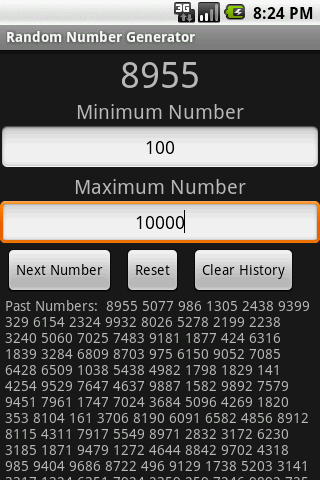 3G 8:24 PM
Random Number Generator
8955
Minimum Number
100
Maximum Number
10000
Next Number Reset Clear History
Past Numbers: 8955 5077 986 1305 2438 9399
329 6154 2324 9932 8026 5278 2199 2238
3240 5060 7025 7483 9181 1877 424 6316
1839 3284 6809 8703 975 6150 9052 7085
6428 6509 1038 5438 4982 1798 1829 141
4254 9529 7647 4637 9887 1582 9892 7579
9451 7961 1747 7024 3684 5096 4269 1820
353 8104 161 3706 8190 6091 6582 4856 8912
8115 4311 7917 5549 8971 2832 3172 6230
3185 1871 9479 1272 4644 8842 9702 4318
985 9404 9686 8722 496 9129 1738 5203 3141